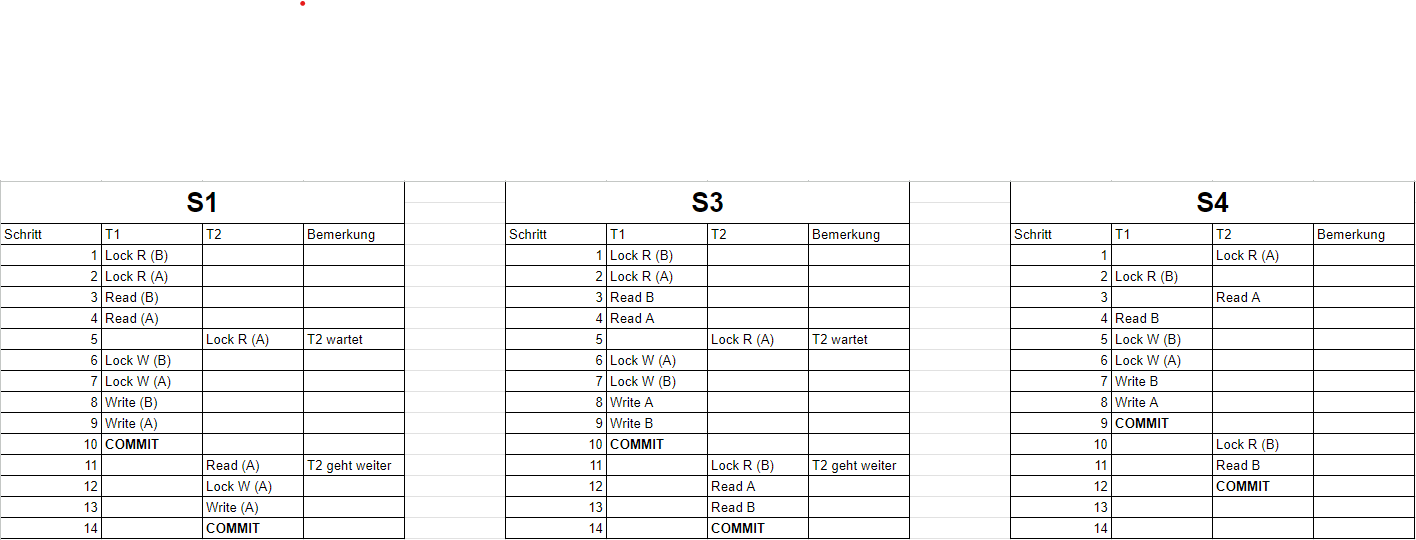 S1 S3 S4
Schritt T1 T2 Bemerkung Schritt T1 T2 Bemerkung Schritt T1 T2 Bemerkung
1 Lock R (B) 1 Lock R (B) 1 Lock R (A)
2 Lock R (A) 2 Lock R (A) 2 Lock R (B)
3 Read (B) 3 Read B 3 Read A
4 Read (A) 4 Read A 4 Read B
5 Lock R (A) T2 wartet 5 Lock R (A) T2 wartet 5 Lock W (B)
6 Lock W (B) 6 Lock W (A) 6 Lock W (A)
7 Lock W (A) 7 Lock W (B) 7 Write B
8 Write (B) 8 Write A 8 Write A
9 Write (A) 9 Write B 9 COMMIT
10 COMMIT 10 COMMIT 10 Lock R (B)
11 Read (A) T2 geht weiter 11 Lock R (B) T2 geht weiter 11 Read B
12 Lock W (A) 12 Read A 12 COMMIT
13 Write (A) 13 Read B 13
14 COMMIT 14 COMMIT 14